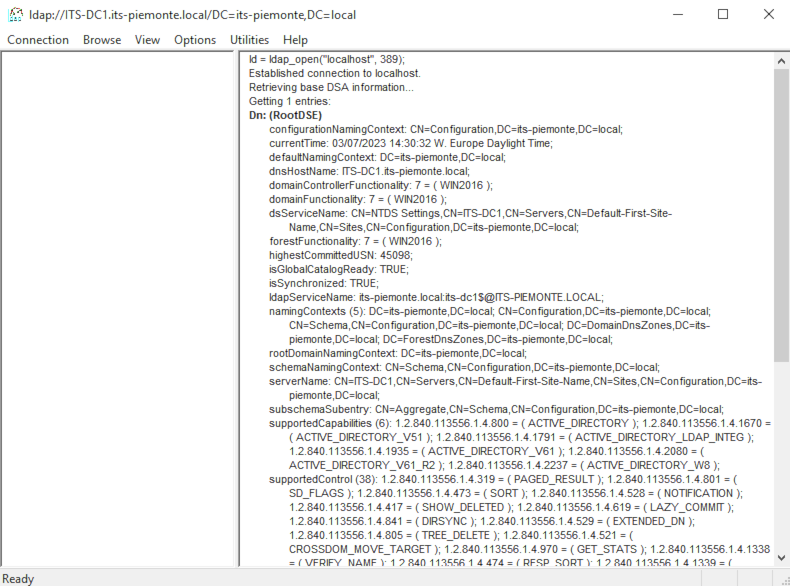 ldap://ITS-DC1.its-piemonte.local/DC=its-piemonte,DC=local
Connection Browse View Options Utilities Help
ld = ldap_open("localhost", 389);
Established connection to localhost.
Retrieving base DSA information...
Getting 1 entries:
Dn: (RootDSE)
configurationNamingContext: CN=Configuration,DC=its-piemonte,DC=local;
currentTime: 03/07/2023 14:30:32 W. Europe Daylight Time;
defaultNamingContext: DC=its-piemonte,DC=local;
dnsHostName: ITS-DC1.its-piemonte.local;
domainControllerFunctionality: 7 = ( WIN2016 );
domainFunctionality: 7 = ( WIN2016 );
dsServiceName: CN=NTDS Settings,CN=ITS-DC1,CN=Servers,CN=Default-First-Site-
Name,CN=Sites,CN=Configuration,DC=its-piemonte,DC=local;
forestFunctionality: 7 = ( WIN2016 );
highestCommittedUSN: 45098;
isGlobalCatalogReady: TRUE;
isSynchronized: TRUE;
ldapServiceName: its-piemonte.local:its-dc1$@ITS-PIEMONTE.LOCAL;
namingContexts (5): DC=its-piemonte,DC=local; CN=Configuration,DC=its-piemonte,DC=local;
CN=Schema,CN=Configuration,DC=its-piemonte,DC=local; DC=DomainDnsZones,DC=its-
piemonte,DC=local; DC=ForestDnsZones,DC=its-piemonte,DC=local;
rootDomainNamingContext: DC=its-piemonte,DC=local;
schemaNamingContext: CN=Schema,CN=Configuration,DC=its-piemonte,DC=local;
serverName: CN=ITS-DC1,CN=Servers,CN=Default-First-Site-Name,CN=Sites,CN=Configuration,DC=its-
piemonte,DC=local;
subschemaSubentry: CN=Aggregate,CN=Schema,CN=Configuration,DC=its-piemonte,DC=local;
supportedCapabilities (6): 1.2.840.113556.1.4.800 = ( ACTIVE_DIRECTORY ); 1.2.840.113556.1.4.1670 =
( ACTIVE_DIRECTORY_V51 ); 1.2.840.113556.1.4.1791 = ( ACTIVE_DIRECTORY_LDAP_INTEG );
1.2.840.113556.1.4.1935 = ( ACTIVE_DIRECTORY_V61 ); 1.2.840.113556.1.4.2080 = (
ACTIVE_DIRECTORY_V61_R2 ); 1.2.840.113556.1.4.2237 = ( ACTIVE_DIRECTORY_W8 );
supportedControl (38): 1.2.840.113556.1.4.319 = ( PAGED_RESULT ); 1.2.840.113556.1.4.801 = (
SD_FLAGS ); 1.2.840.113556.1.4.473 = ( SORT ); 1.2.840.113556.1.4.528 = ( NOTIFICATION );
1.2.840.113556.1.4.417 = ( SHOW_DELETED ); 1.2.840.113556.1.4.619 = ( LAZY_COMMIT );
1.2.840.113556.1.4.841 = ( DIRSYNC ); 1.2.840.113556.1.4.529 = ( EXTENDED_DN );
1.2.840.113556.1.4.805 = ( TREE_DELETE ); 1.2.840.113556.1.4.521 = (
CROSSDOM_MOVE_TARGET ); 1.2.840.113556.1.4.970 = ( GET_STATS ); 1.2.840.113556.1.4.1338
= ( VERIFY_NAME ); 1.2.840.113556.1.4.474 = ( RESP_SORT ); 1.2.840.113556.1.4.1339 = (
Ready